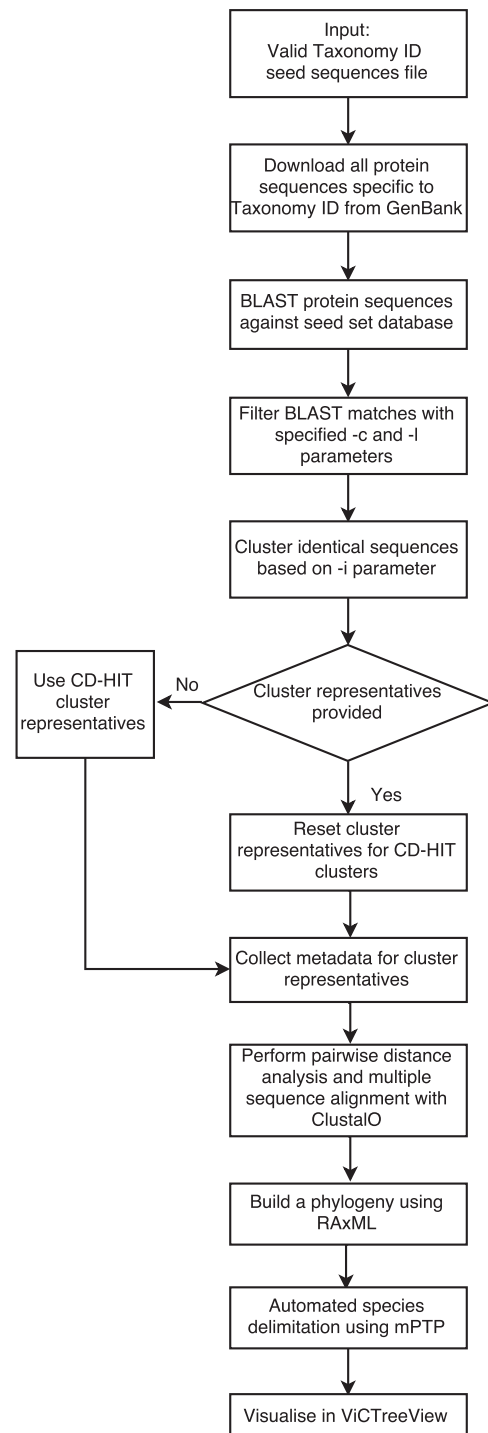 Input:
Valid Taxonomy ID
seed sequences file
Download all protein
sequences specific to
Taxonomy ID from GenBank
BLAST protein sequences
against seed set database
Filter BLAST matches with
specified -c and -l
parameters
Cluster identical sequences
based on -i parameter
Cluster representatives
provided
No
Use CD-HIT
cluster
representatives
Yes
Reset cluster
representatives for CD-HIT
clusters
Collect metadata for cluster
representatives
Perform pairwise distance
analysis and multiple
sequence alignment with
ClustalO
Build a phylogeny using
RAxML
Automated species
delimitation using mPTP
Visualise in ViCTreeView